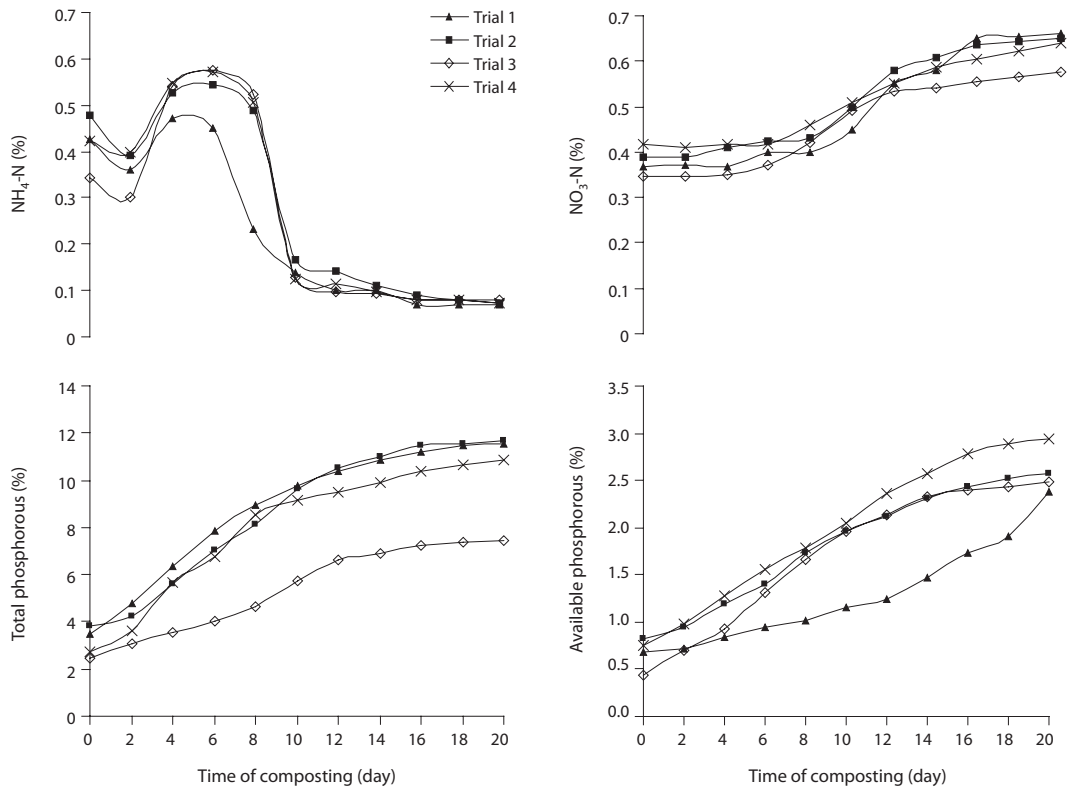 0.7
0.6
0.5
0.4
0.3
0.2
0.1
0
NH4-N (%)
Trial 1
Trial 2
Trial 3
Trial 4
0.7
0.6
0.5
0.4
0.3
0.2
0.1
0
NO3-N (%)
14
12
10
8
6
4
2
0
Total phosphorous (%)
0 2 4 6 8 10 12 14 16 18 20
Time of composting (day)
3.5
3.0
2.5
2.0
1.5
1.0
0.5
0.0
Available phosphorous (%)
0 2 4 6 8 10 12 14 16 18 20
Time of composting (day)